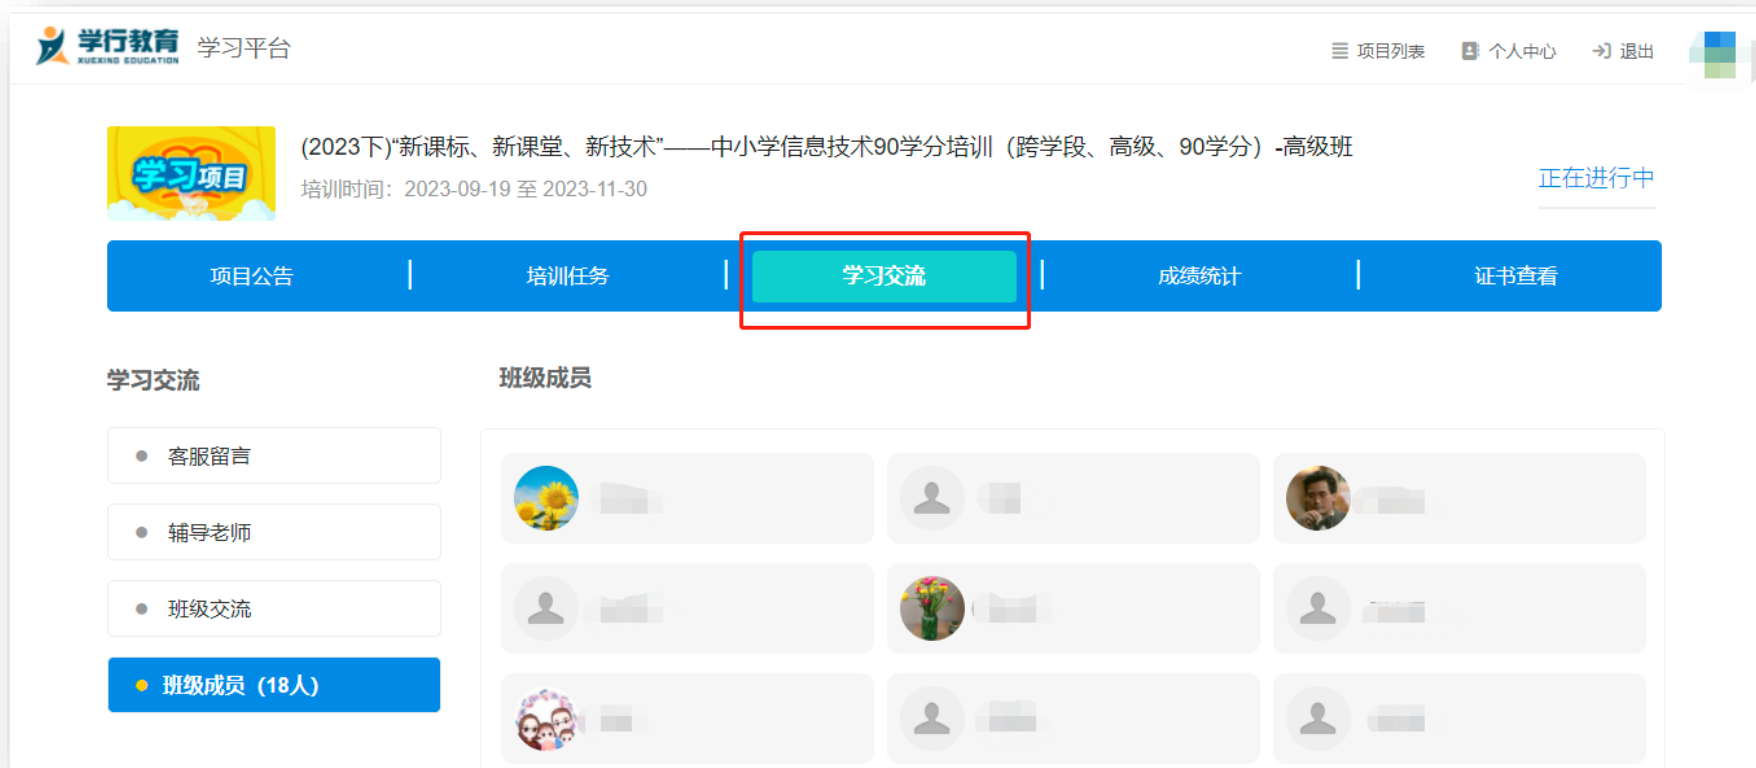 学行教育
XUEXING EDUCATION
学习平台
项目列表
个人中心
退出
学习项目
(2023下)“新课标、新课堂、新技术”——中小学信息技术90学分培训（跨学段、高级、90学分）-高级班
培训时间：2023-09-19 至 2023-11-30
正在进行中
项目公告
培训任务
学习交流
成绩统计
证书查看
学习交流
班级成员
客服留言
辅导老师
班级交流
班级成员（18人）